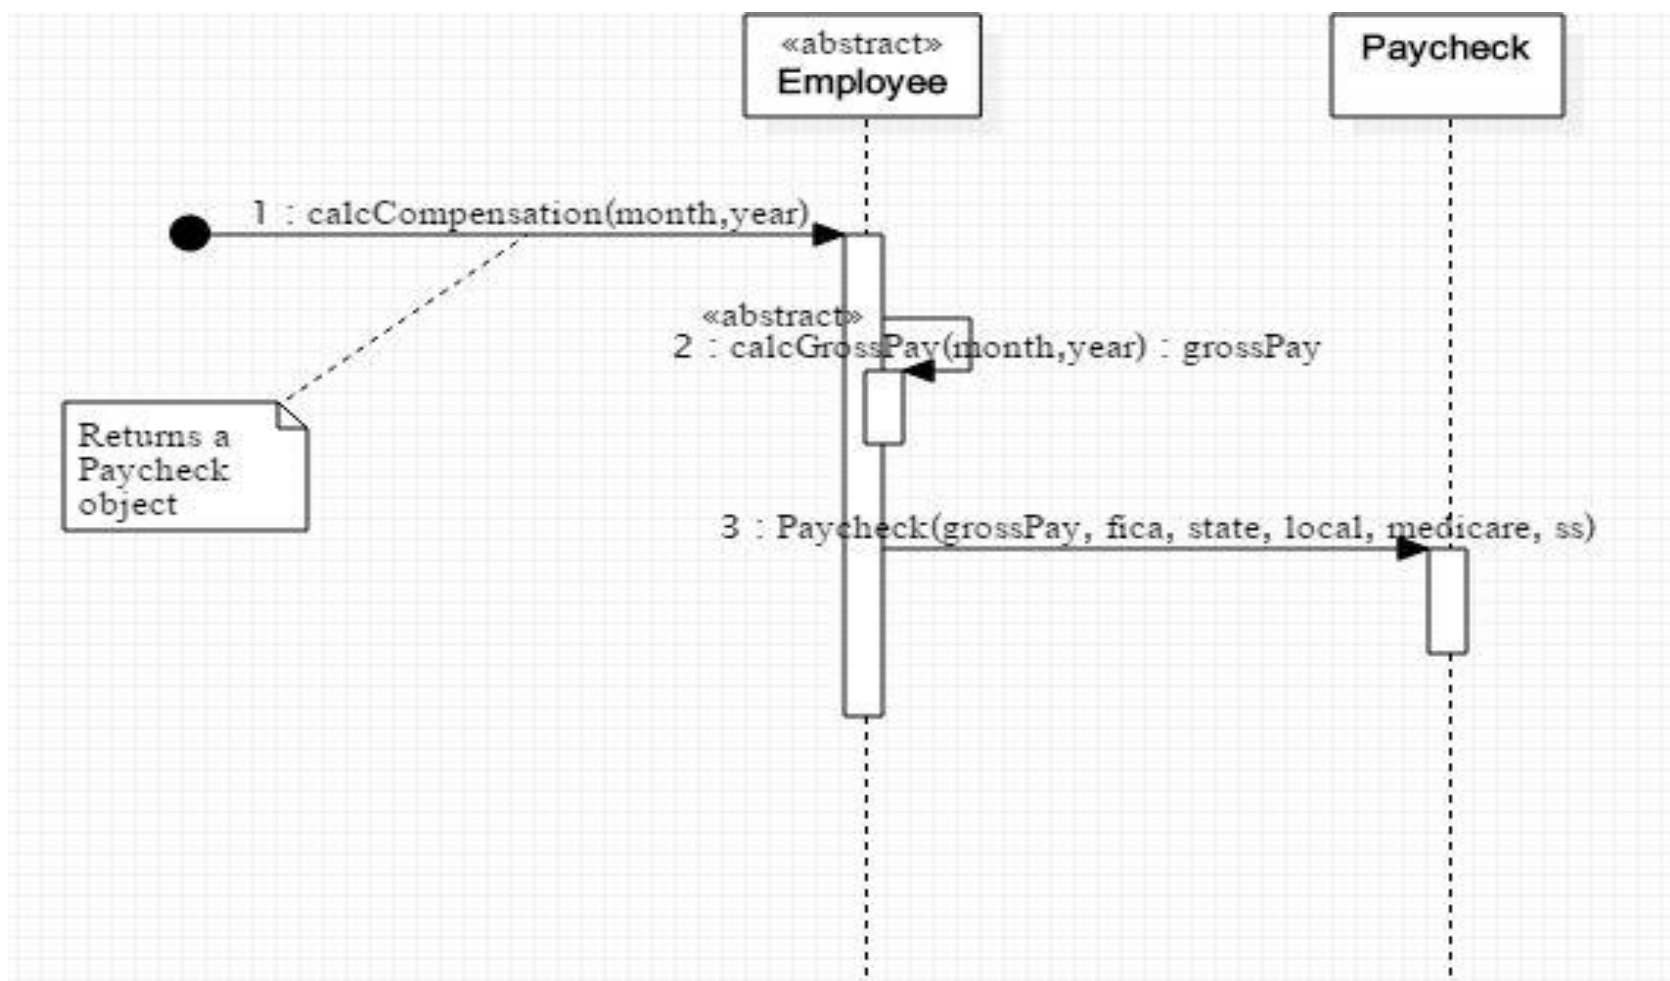 «abstract»
Employee
Paycheck
1 : calcCompensation(month,year)
«abstract»
2 : calcGrossPay(month,year) : grossPay
Returns a
Paycheck
object
3 : Paycheck(grossPay, fica, state, local, medicare, ss)